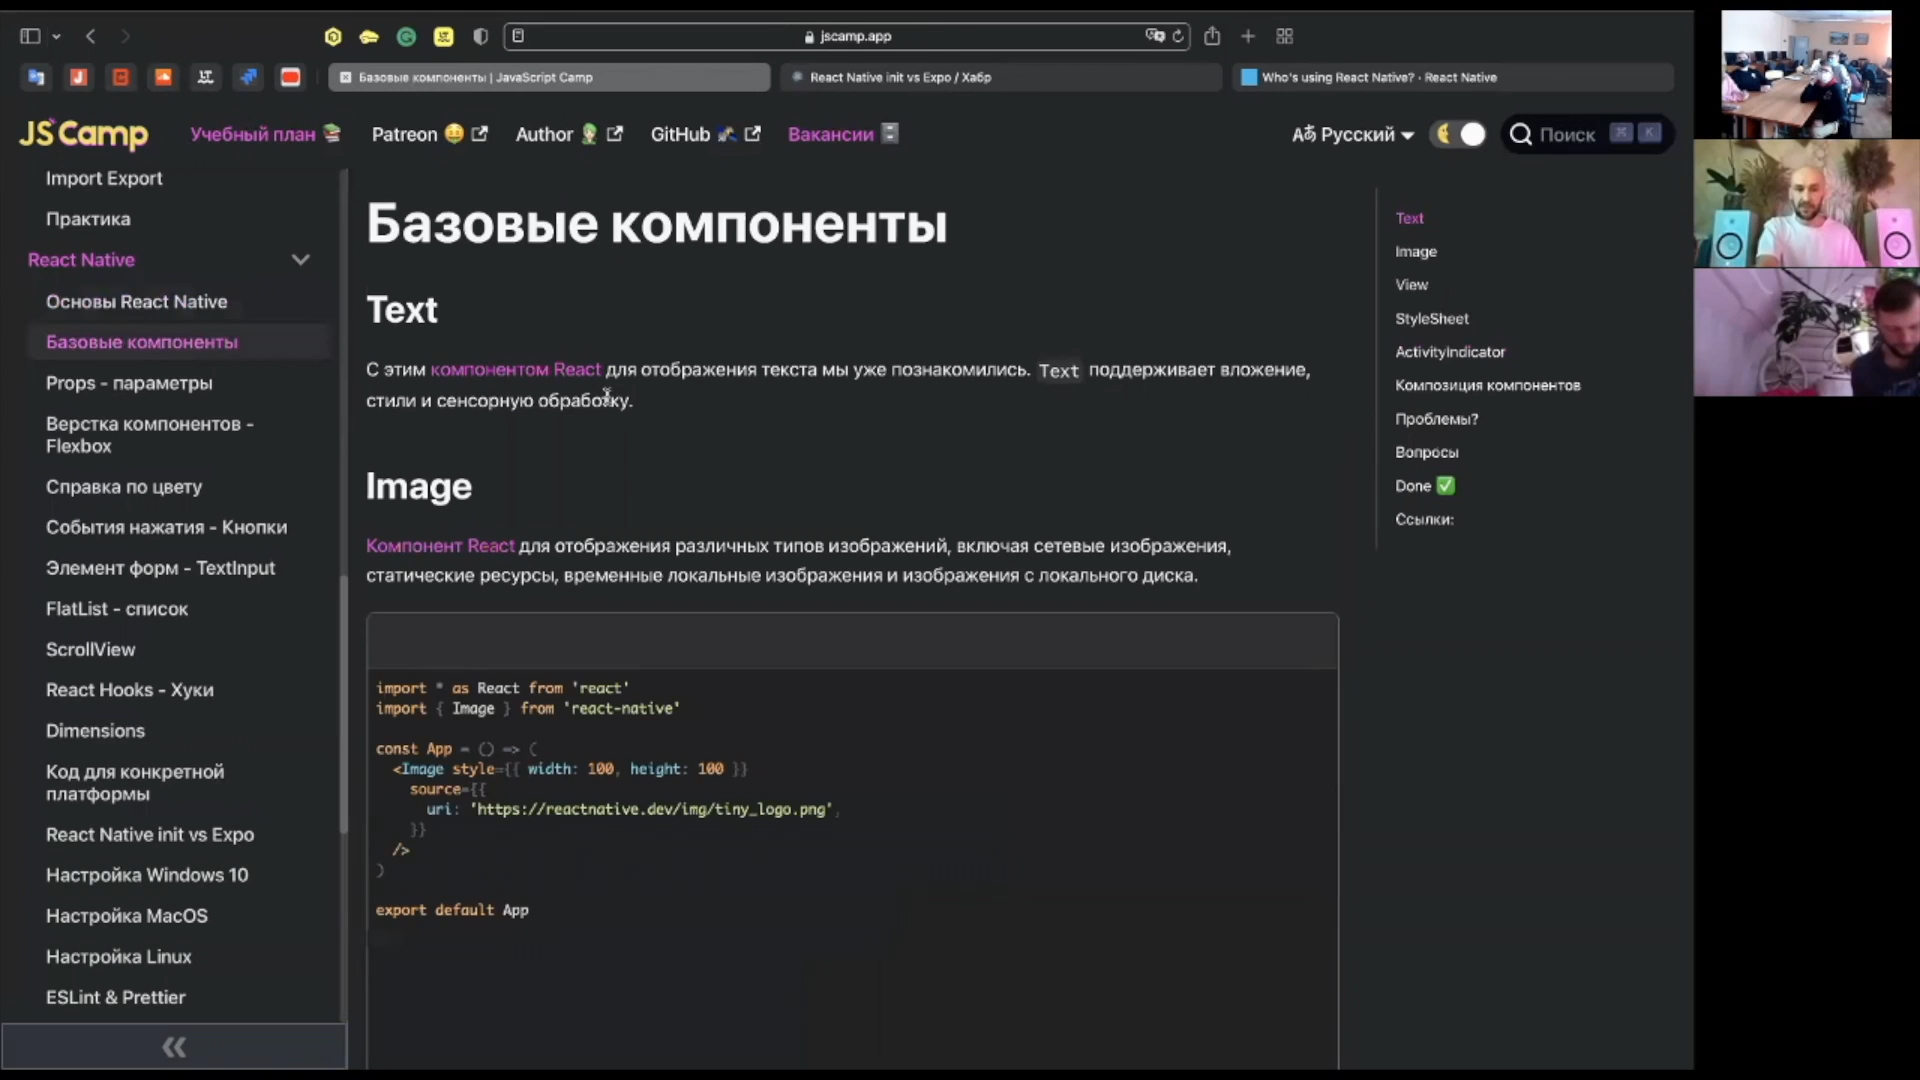 jscamp.app
Базовые компоненты | JavaScript Camp
React Native init vs Expo / Хабр
Who's using React Native? · React Native
JS Camp
Учебный план
Patreon
Author
GitHub
Вакансии
Русский
Поиск
⌘ K
Import Export
Практика
React Native
Основы React Native
Базовые компоненты
Props - параметры
Верстка компонентов -
Flexbox
Справка по цвету
События нажатия - Кнопки
Элемент форм - TextInput
FlatList - список
ScrollView
React Hooks - Хуки
Dimensions
Код для конкретной
платформы
React Native init vs Expo
Настройка Windows 10
Настройка MacOS
Настройка Linux
ESLint & Prettier
Базовые компоненты
Text
С этим компонентом React для отображения текста мы уже познакомились. Text поддерживает вложение,
стили и сенсорную обработку.
Image
Компонент React для отображения различных типов изображений, включая сетевые изображения,
статические ресурсы, временные локальные изображения и изображения с локального диска.
import * as React from 'react'
import { Image } from 'react-native'
const App = () => (
<Image style={{ width: 100, height: 100 }}
source={{
uri: 'https://reactnative.dev/img/tiny_logo.png',
}}
/>
)
export default App
Text
Image
View
StyleSheet
ActivityIndicator
Композиция компонентов
Проблемы?
Вопросы
Done ✅
Ссылки: